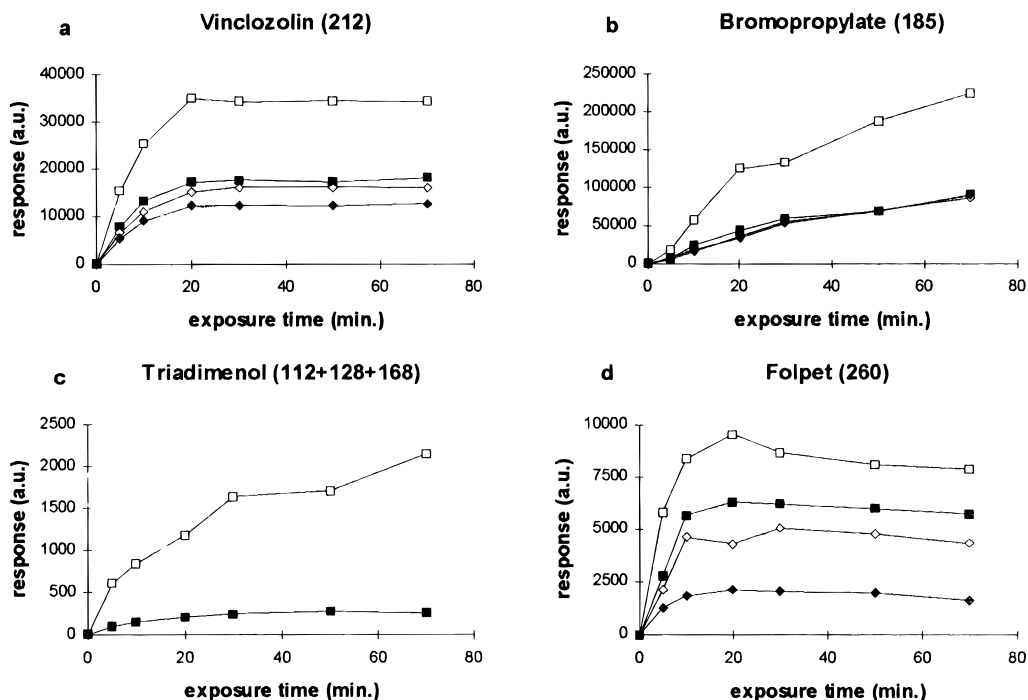 a Vinclozolin (212)
40000
30000
20000
10000
0
response (a.u.)
0 20 40 60 80
exposure time (min.)
b Bromopropylate (185)
250000
200000
150000
100000
50000
0
response (a.u.)
0 20 40 60 80
exposure time (min.)
c Triadimenol (112+128+168)
2500
2000
1500
1000
500
0
response (a.u.)
0 20 40 60 80
exposure time (min.)
d Folpet (260)
10000
7500
5000
2500
0
response (a.u.)
0 20 40 60 80
exposure time (min.)